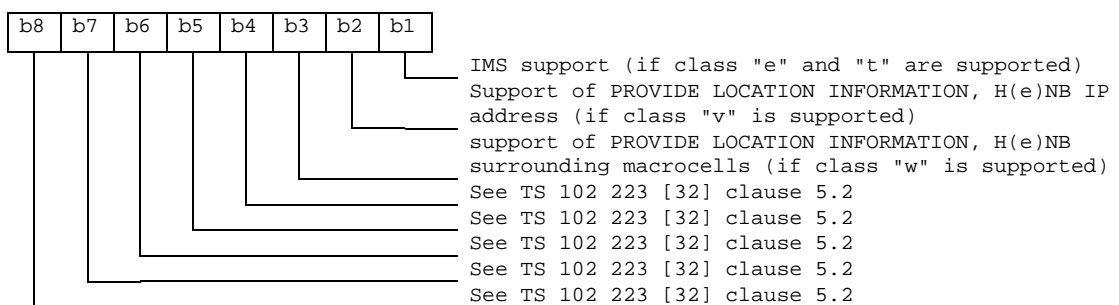 b8 b7 b6 b5 b4 b3 b2 b1
IMS support (if class "e" and "t" are supported)
Support of PROVIDE LOCATION INFORMATION, H(e)NB IP
address (if class "v" is supported)
support of PROVIDE LOCATION INFORMATION, H(e)NB
surrounding macrocells (if class "w" is supported)
See TS 102 223 [32] clause 5.2
See TS 102 223 [32] clause 5.2
See TS 102 223 [32] clause 5.2
See TS 102 223 [32] clause 5.2
See TS 102 223 [32] clause 5.2